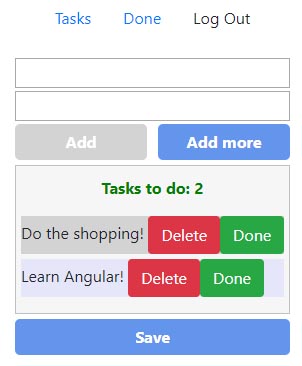 Tasks Done Log Out
Add Add more
Tasks to do: 2
Do the shopping! Delete Done
Learn Angular! Delete Done
Save